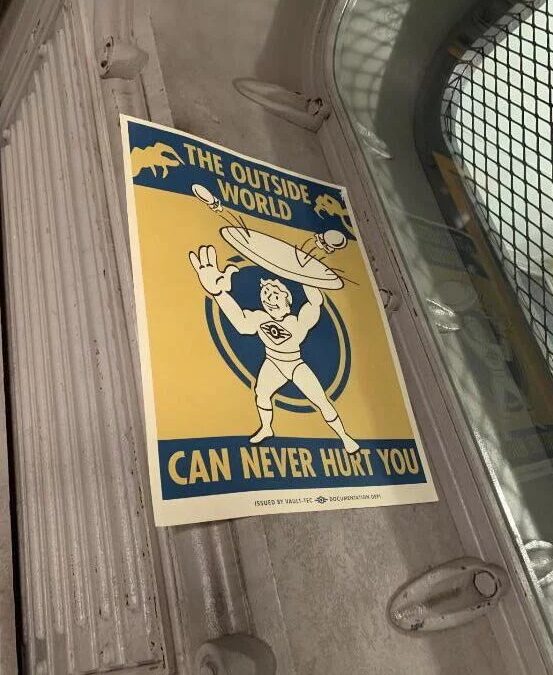 THE OUTSIDE
WORLD
CAN NEVER HURT YOU
ISSUED BY VAULT-TEC DOCUMENTATION DEPT